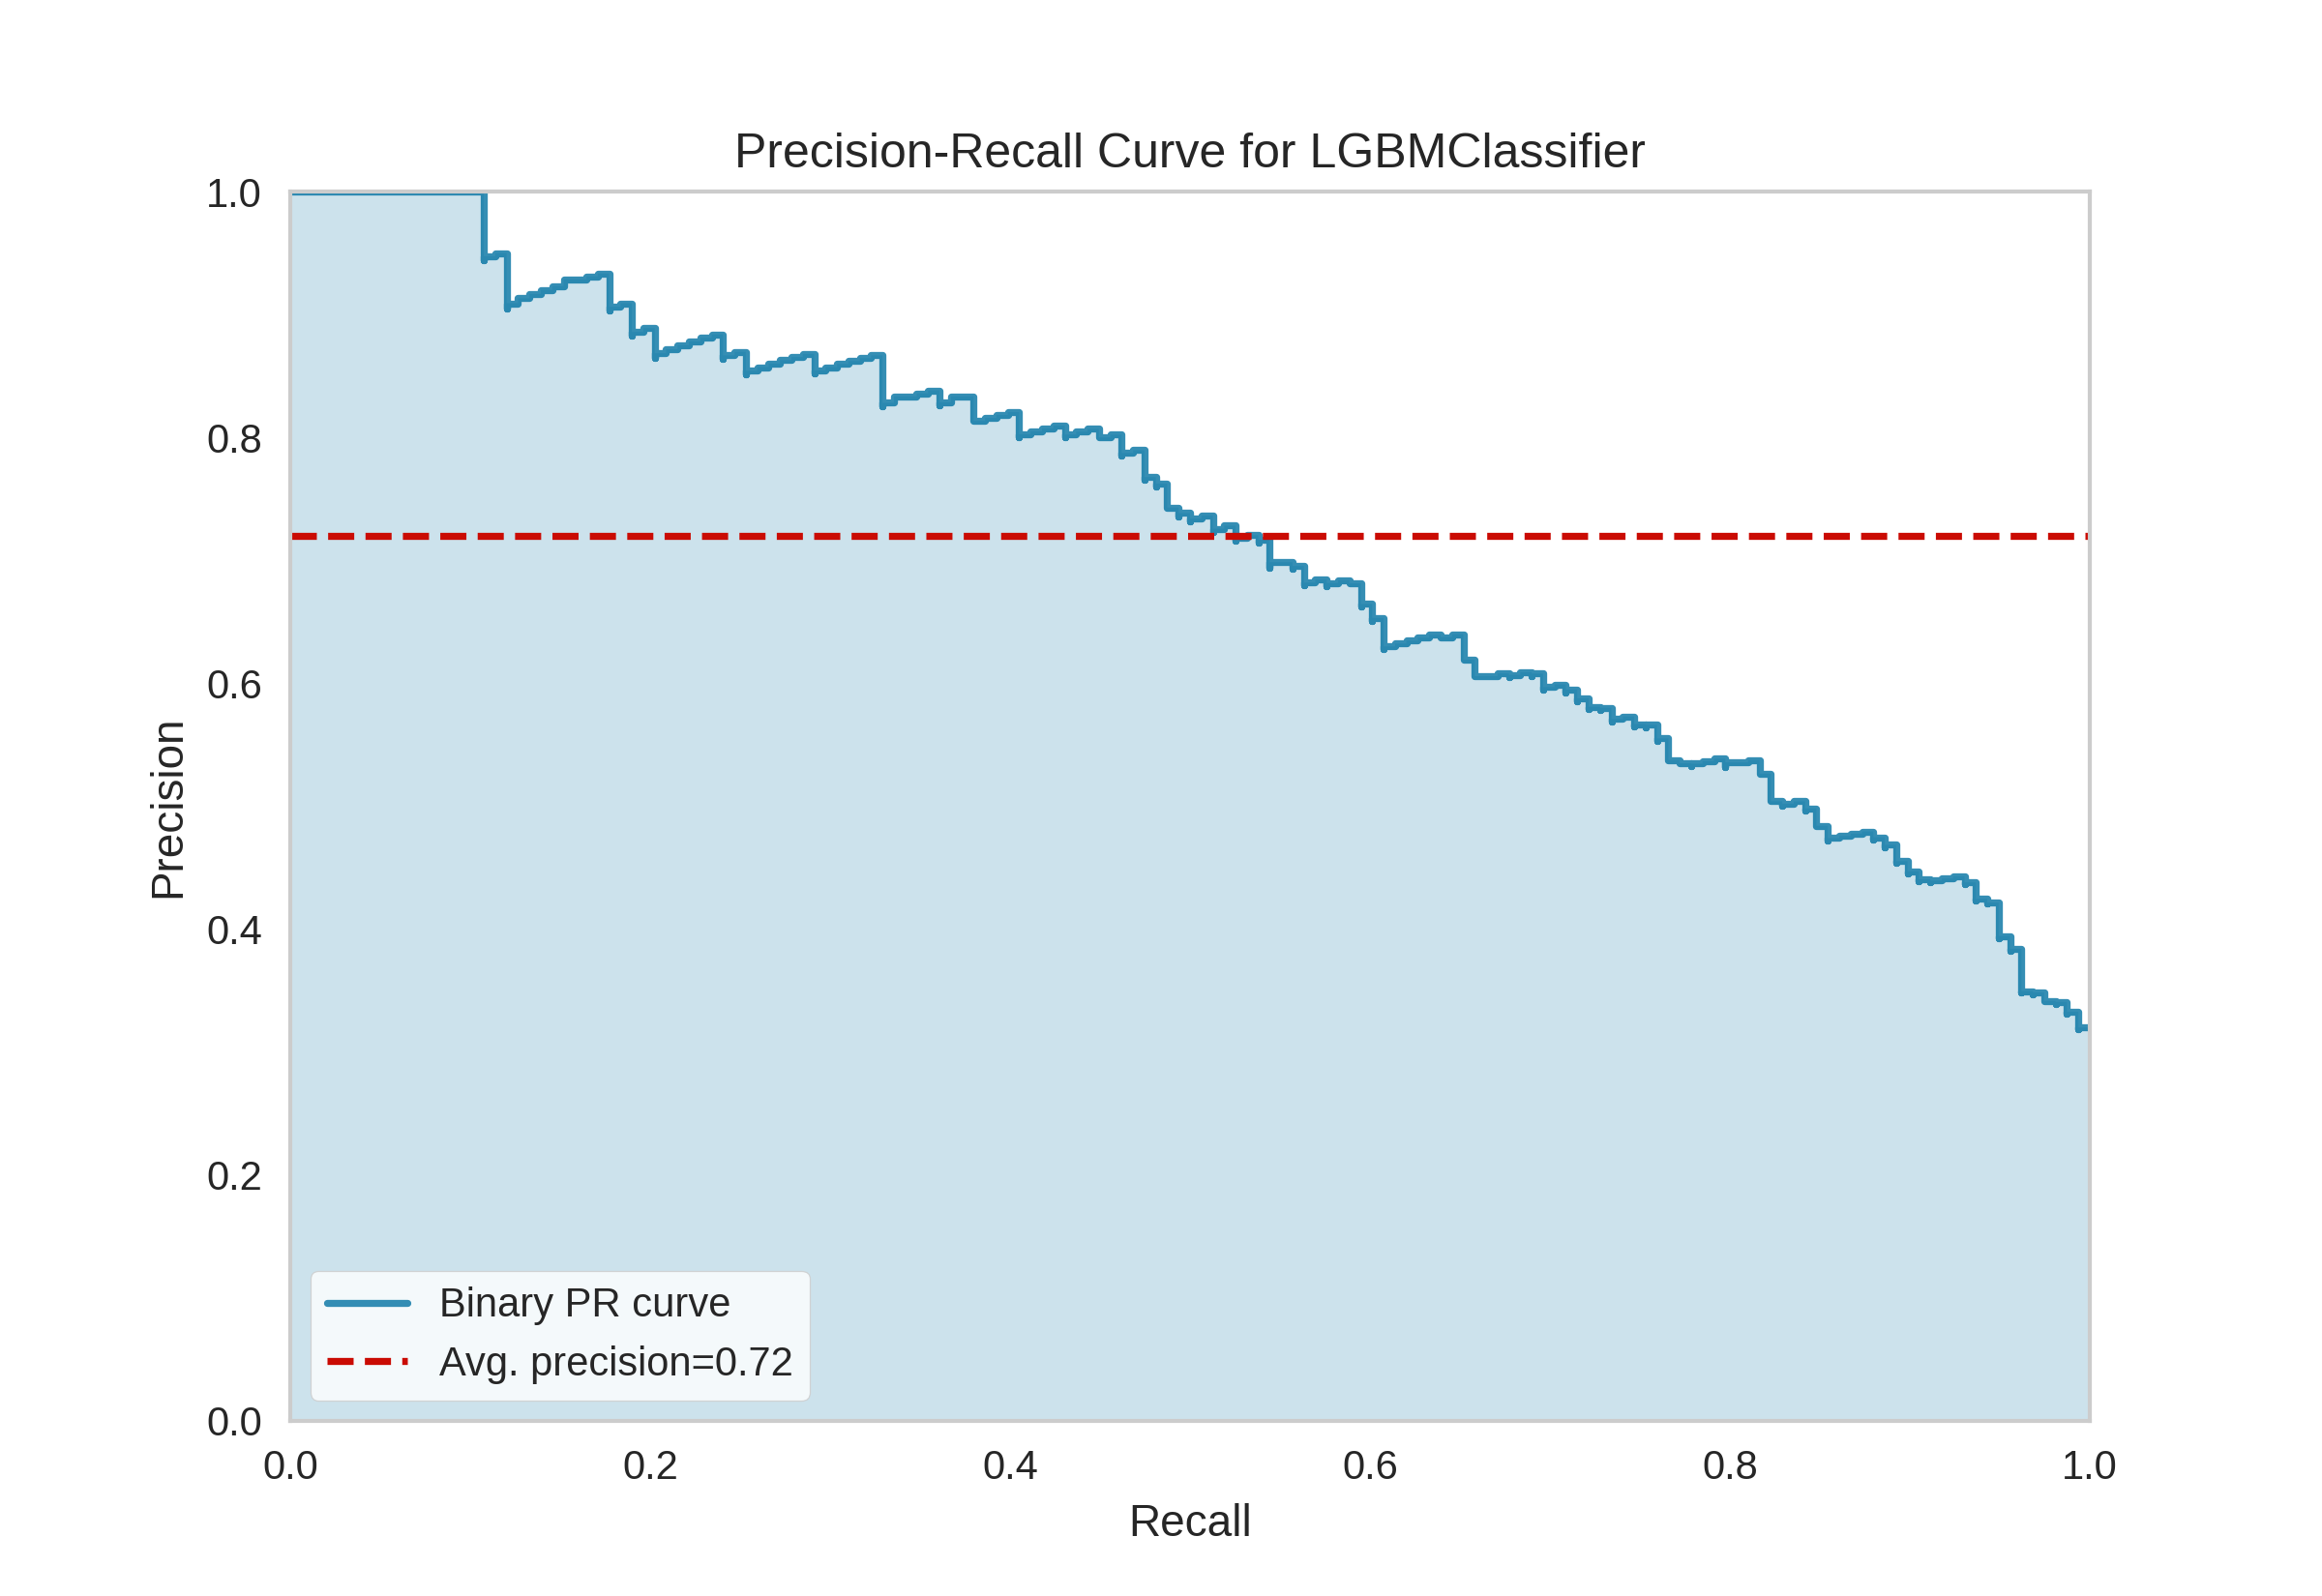 Precision-Recall Curve for LGBMClassifier
1.0
0.8
0.6
0.4
0.2
0.0
Precision
Binary PR curve
Avg. precision=0.72
0.0 0.2 0.4 0.6 0.8 1.0
Recall